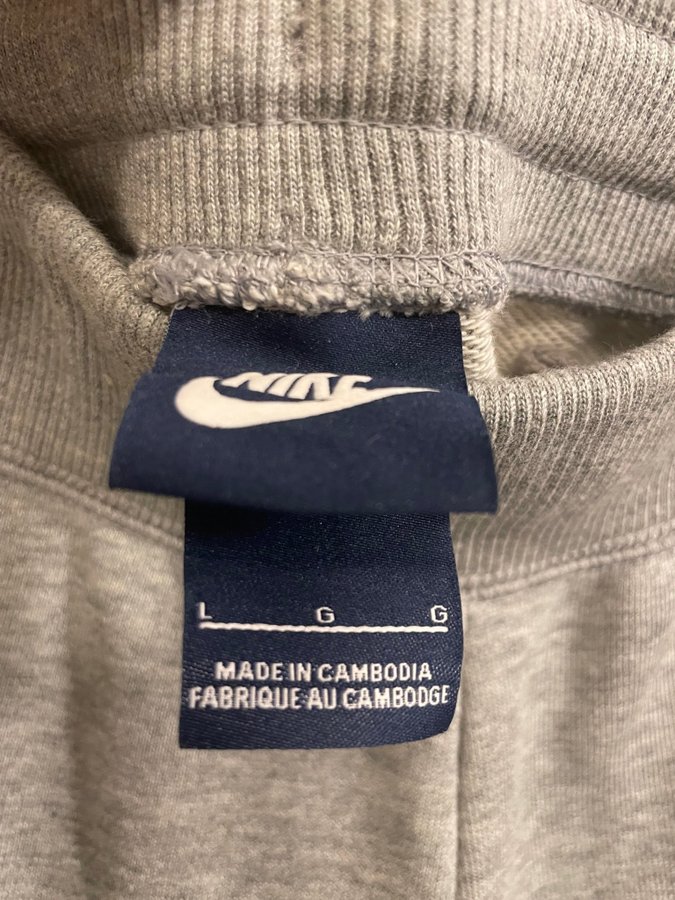 NIKE
L G G
MADE IN CAMBODIA
FABRIQUE AU CAMBODGE